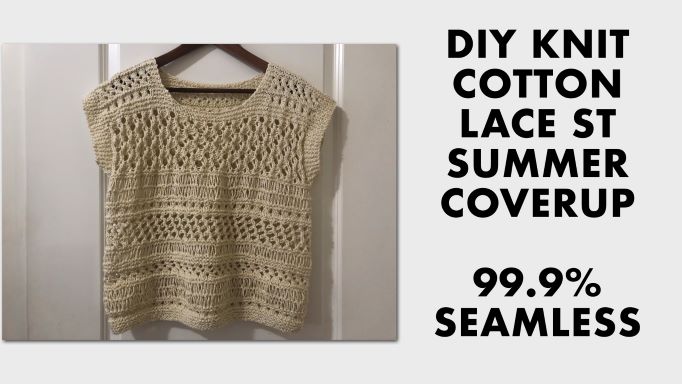 DIY KNIT
COTTON
LACE ST
SUMMER
COVERUP
99.9%
SEAMLESS